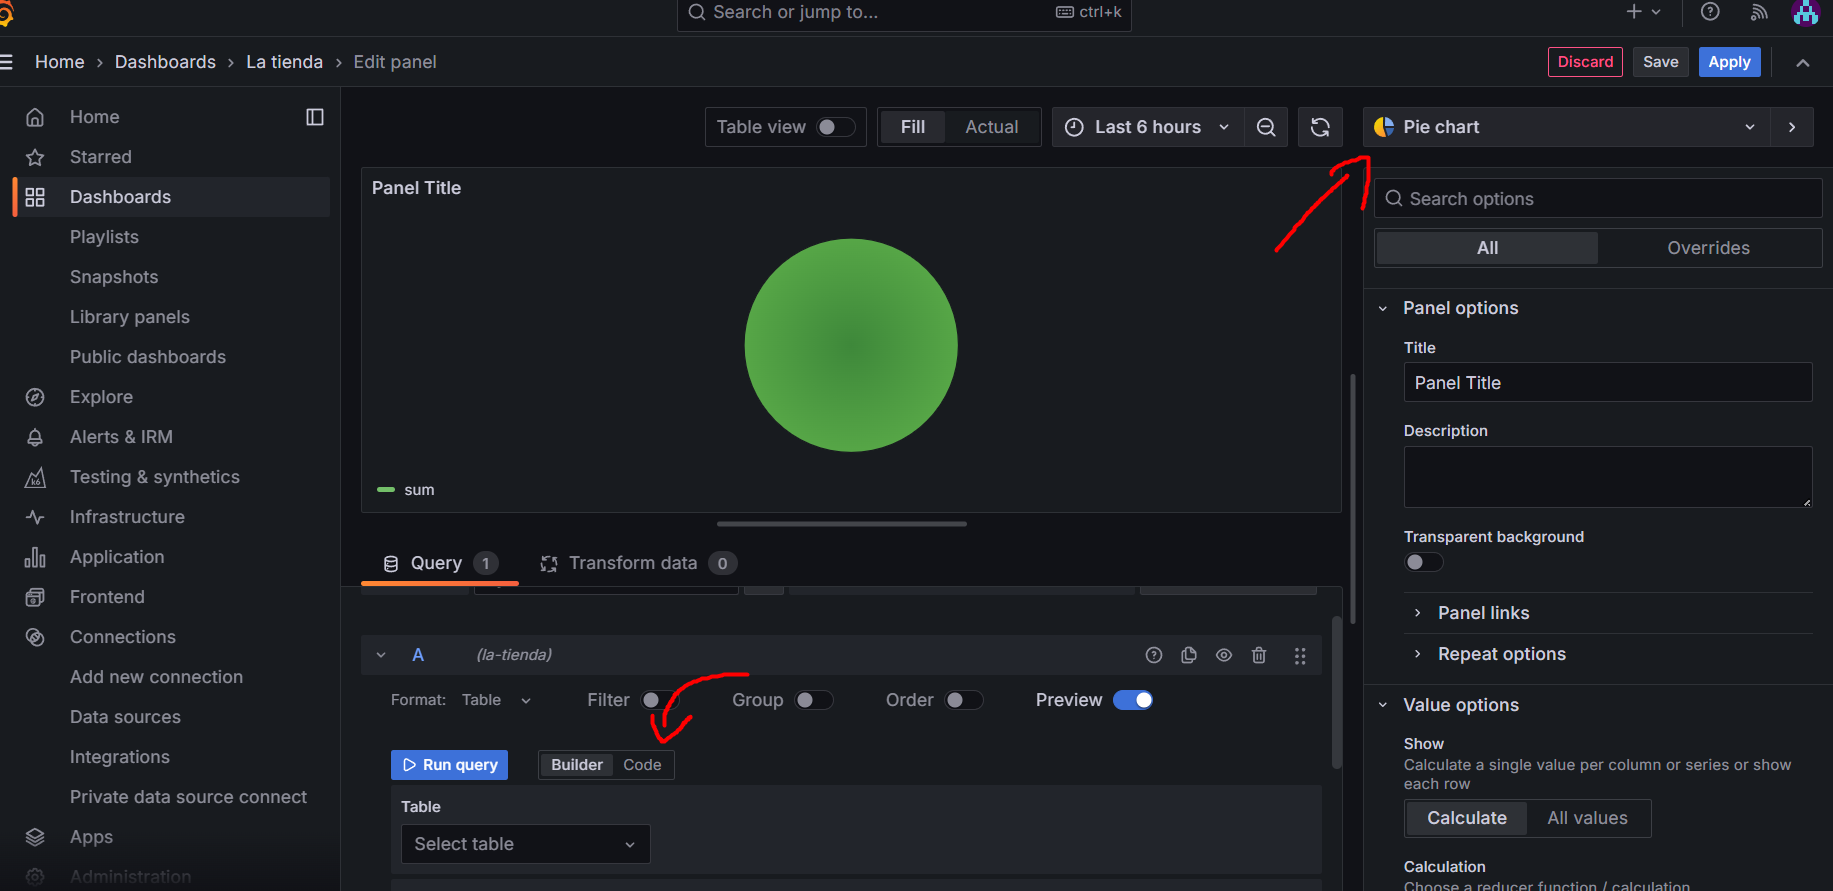 Search or jump to...
ctrl+k
Home › Dashboards › La tienda › Edit panel
Discard
Save
Apply
Home
Starred
Dashboards
Playlists
Snapshots
Library panels
Public dashboards
Explore
Alerts & IRM
Testing & synthetics
Infrastructure
Application
Frontend
Connections
Add new connection
Data sources
Integrations
Private data source connect
Apps
Administration
Table view
Fill
Actual
Last 6 hours
Panel Title
sum
Query 1
Transform data 0
A (la-tienda)
Format: Table
Filter
Group
Order
Preview
Run query
Builder
Code
Table
Select table
Pie chart
Search options
All
Overrides
Panel options
Title
Panel Title
Description
Transparent background
Panel links
Repeat options
Value options
Show
Calculate a single value per column or series or show
each row
Calculate
All values
Calculation
Choose a reducer function / calculation